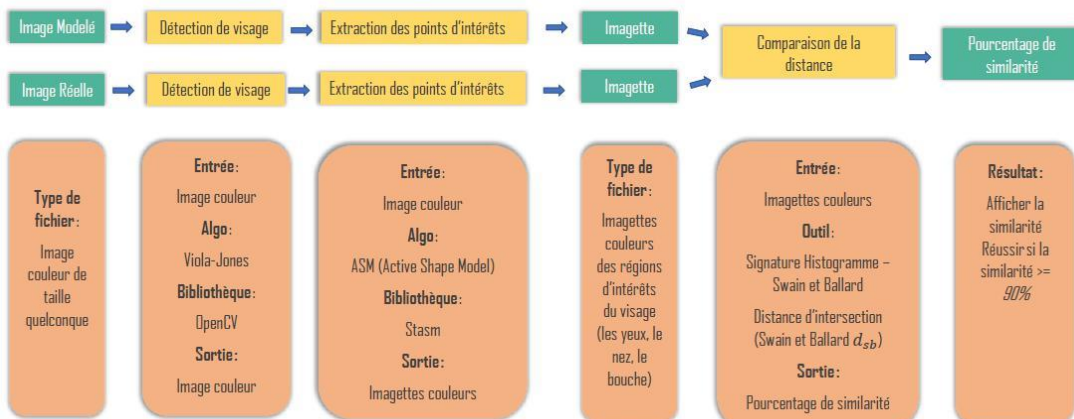 Image Modelé
Détection de visage
Extraction des points d'intérêts
Imagette
Image Réelle
Détection de visage
Extraction des points d'intérêts
Imagette
Comparaison de la
distance
Pourcentage de
similarité
Type de
fichier:
Image
couleur de
taille
quelconque
Entrée:
Image couleur
Algo:
Viola-Jones
Bibliothèque:
OpenCV
Sortie:
Image couleur
Entrée:
Image couleur
Algo:
ASM (Active Shape Model)
Bibliothèque:
Stasm
Sortie:
Imagettes couleurs
Type de
fichier:
Imagettes
couleurs
des régions
d'intérêts
du visage
(les yeux, le
nez, le
bouche)
Entrée:
Imagettes couleurs
Outil:
Signature Histogramme –
Swain et Ballard
Distance d'intersection
(Swain et Ballard d_sb)
Sortie:
Pourcentage de similarité
Résultat:
Afficher la
similarité
Réussir si la
similarité >=
90%